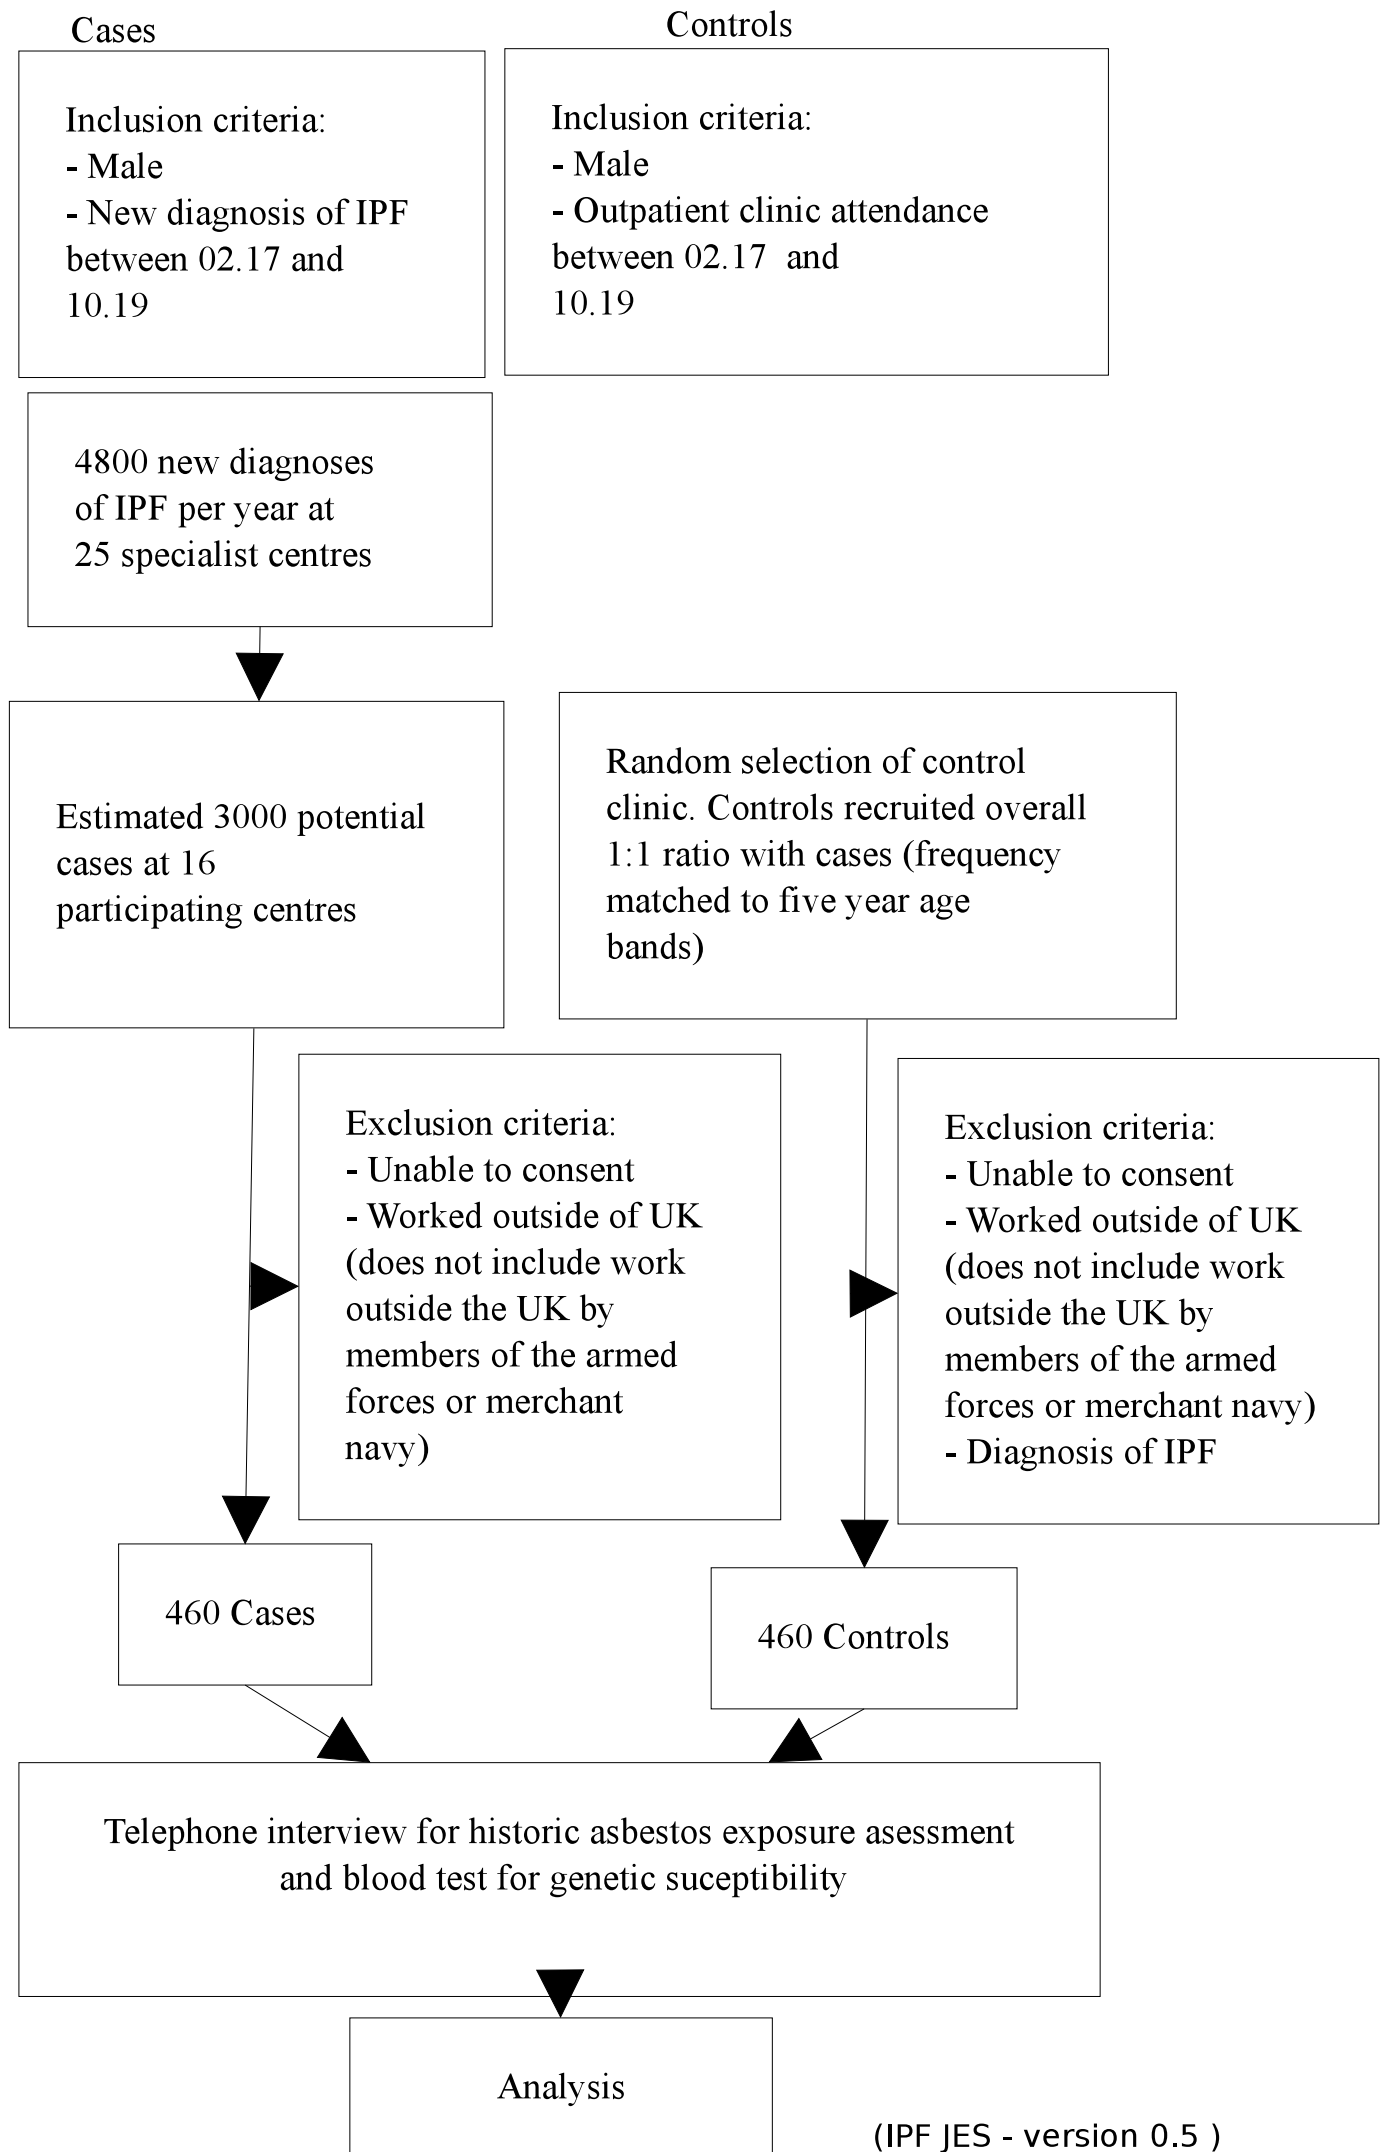 Cases
Controls
Inclusion criteria:
- Male
- New diagnosis of IPF
between 02.17 and
10.19
Inclusion criteria:
- Male
- Outpatient clinic attendance
between 02.17  and
10.19
4800 new diagnoses
of IPF per year at
25 specialist centres
Estimated 3000 potential
cases at 16
participating centres
Random selection of control
clinic. Controls recruited overall
1:1 ratio with cases (frequency
matched to five year age
bands)
Exclusion criteria:
- Unable to consent
- Worked outside of UK
(does not include work
outside the UK by
members of the armed
forces or merchant
navy)
Exclusion criteria:
- Unable to consent
- Worked outside of UK
(does not include work
outside the UK by
members of the armed
forces or merchant navy)
- Diagnosis of IPF
460 Cases
460 Controls
Telephone interview for historic asbestos exposure asessment
and blood test for genetic suceptibility
Analysis
(IPF JES - version 0.5 )